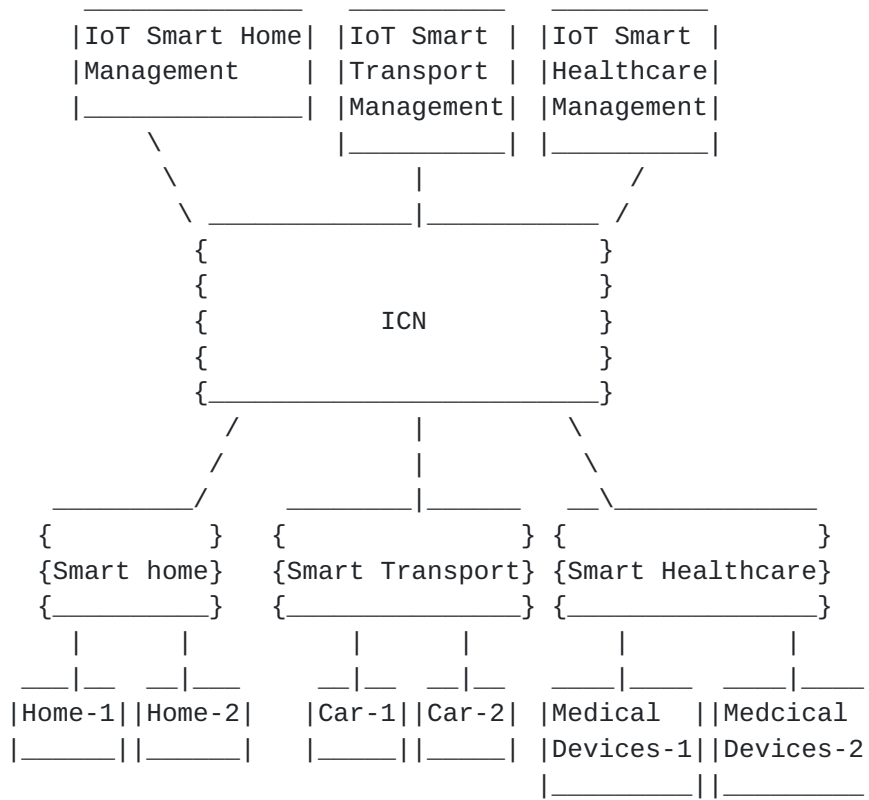 IoT Smart Home IoT Smart IoT Smart
Management Transport Healthcare
Management Management
ICN
Smart home Smart Transport Smart Healthcare
Home-1 Home-2 Car-1 Car-2 Medical Medcical
Devices-1 Devices-2